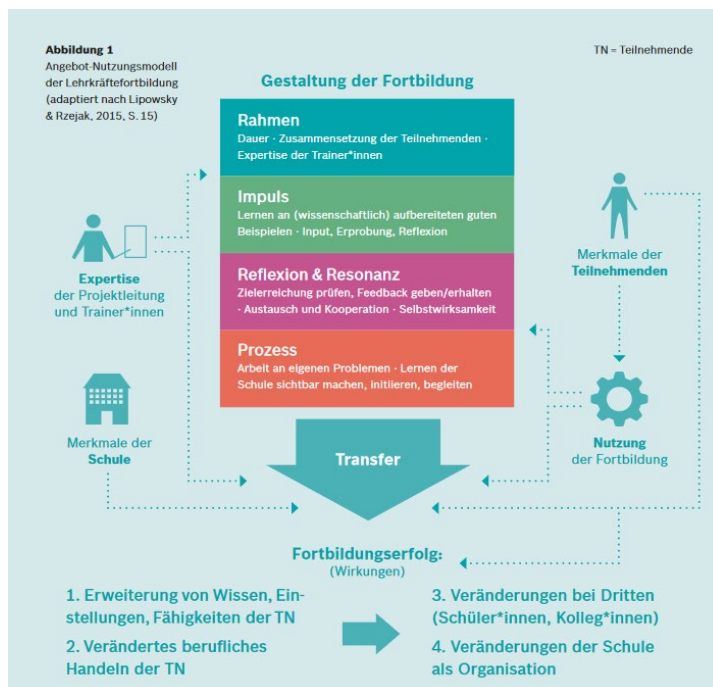 Abbildung 1
Angebot-Nutzungsmodell
der Lehrkräftefortbildung
(adaptiert nach Lipowsky
& Rzejak, 2015, S. 15)
TN = Teilnehmende
Gestaltung der Fortbildung
Rahmen
Dauer · Zusammensetzung der Teilnehmenden ·
Expertise der Trainer*innen
Impuls
Lernen an (wissenschaftlich) aufbereiteten guten
Beispielen · Input, Erprobung, Reflexion
Reflexion & Resonanz
Zielerreichung prüfen, Feedback geben/erhalten
· Austausch und Kooperation · Selbstwirksamkeit
Prozess
Arbeit an eigenen Problemen · Lernen der
Schule sichtbar machen, initiieren, begleiten
Expertise
der Projektleitung
und Trainer*innen
Merkmale der
Teilnehmenden
Merkmale der
Schule
Nutzung
der Fortbildung
Transfer
Fortbildungserfolg:
(Wirkungen)
1. Erweiterung von Wissen, Ein-
stellungen, Fähigkeiten der TN
2. Verändertes berufliches
Handeln der TN
3. Veränderungen bei Dritten
(Schüler*innen, Kolleg*innen)
4. Veränderungen der Schule
als Organisation